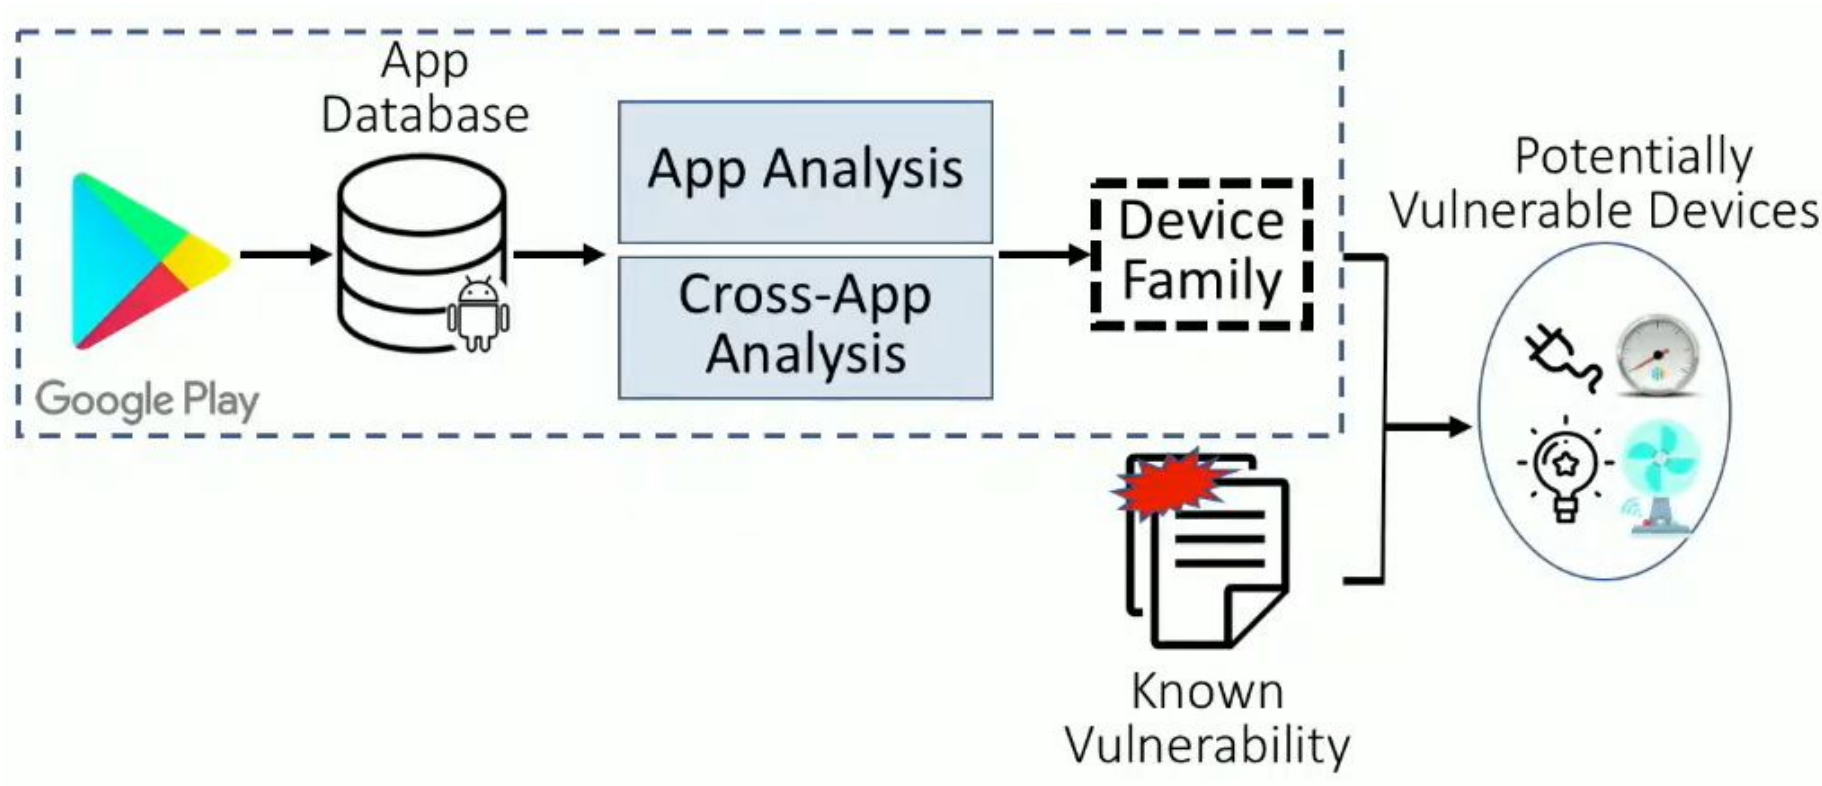 App
Database
Google Play
App Analysis
Cross-App
Analysis
Device
Family
Potentially
Vulnerable Devices
Known
Vulnerability